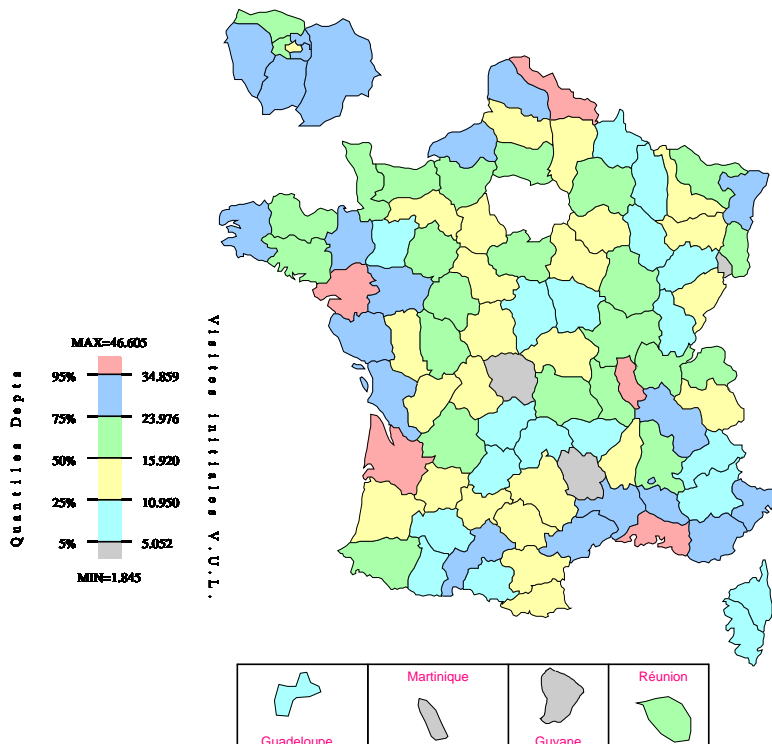 MAX=46.605
95% 34.859
75% 23.976
50% 15.920
25% 10.950
5% 5.052
MIN=1.845
Quantiles Depts
Visites initiales V.U.L.
Martinique
Réunion
Guadeloupe
Guyane